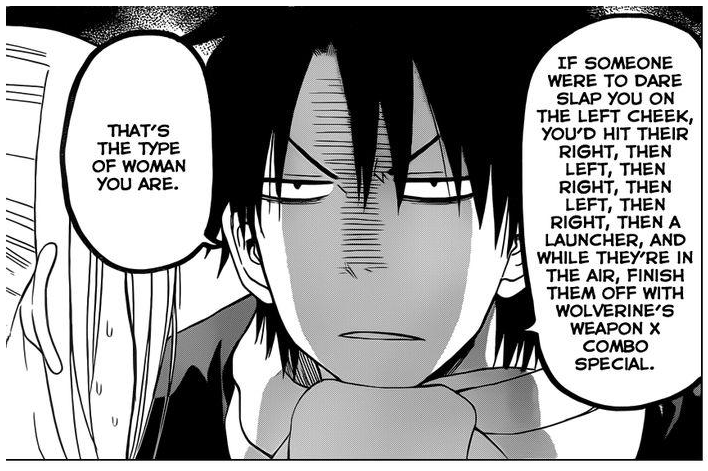 IF SOMEONE
WERE TO DARE
SLAP YOU ON
THE LEFT CHEEK,
YOU'D HIT THEIR
RIGHT, THEN
LEFT, THEN
RIGHT, THEN
LEFT, THEN
RIGHT, THEN A
LAUNCHER, AND
WHILE THEY'RE IN
THE AIR, FINISH
THEM OFF WITH
WOLVERINE'S
WEAPON X
COMBO
SPECIAL.
THAT'S
THE TYPE
OF WOMAN
YOU ARE.